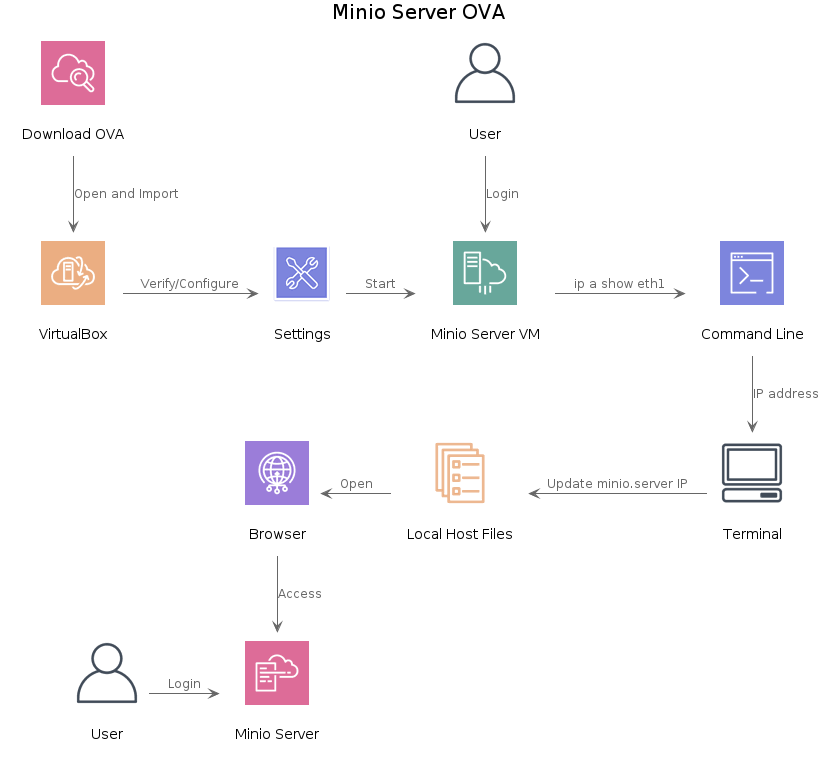 Minio Server OVA
Download OVA
User
Open and Import
Login
VirtualBox
Verify/Configure
Settings
Start
Minio Server VM
ip a show eth1
Command Line
IP address
Browser
Open
Local Host Files
Update minio.server IP
Terminal
Access
User
Login
Minio Server